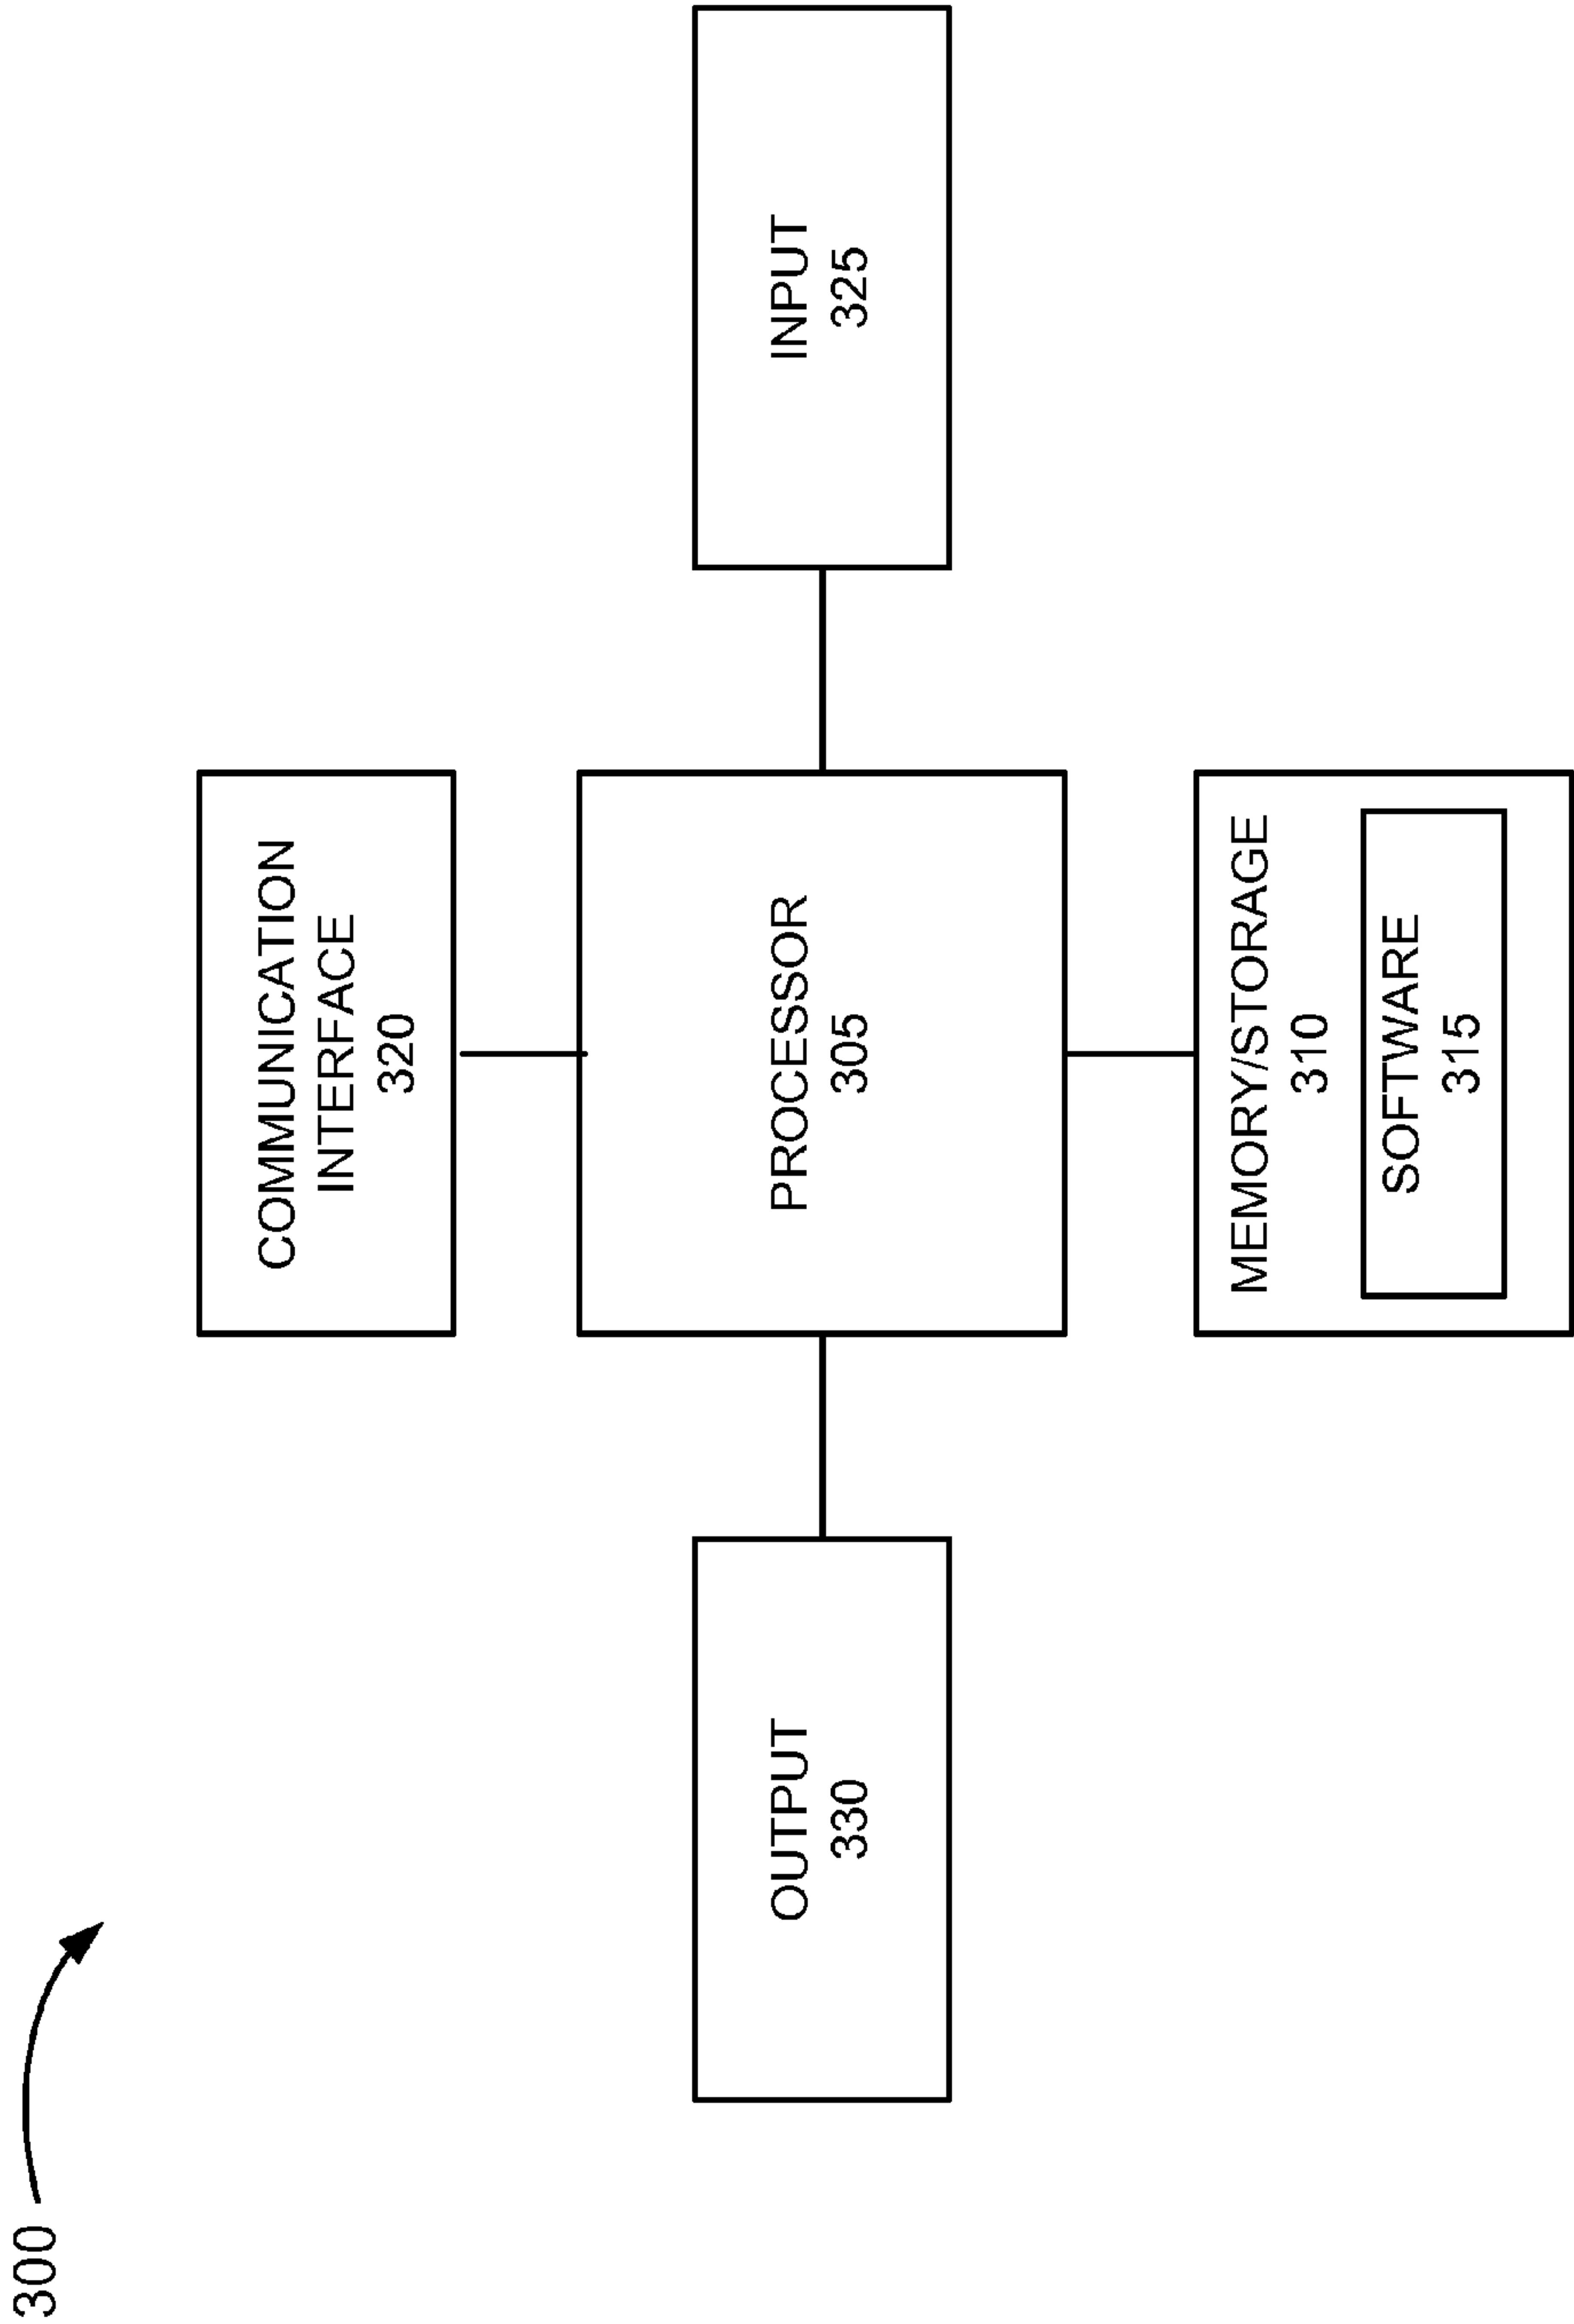 300
COMMUNICATION
INTERFACE
320
OUTPUT
330
PROCESSOR
305
INPUT
325
MEMORY/STORAGE
310
SOFTWARE
315